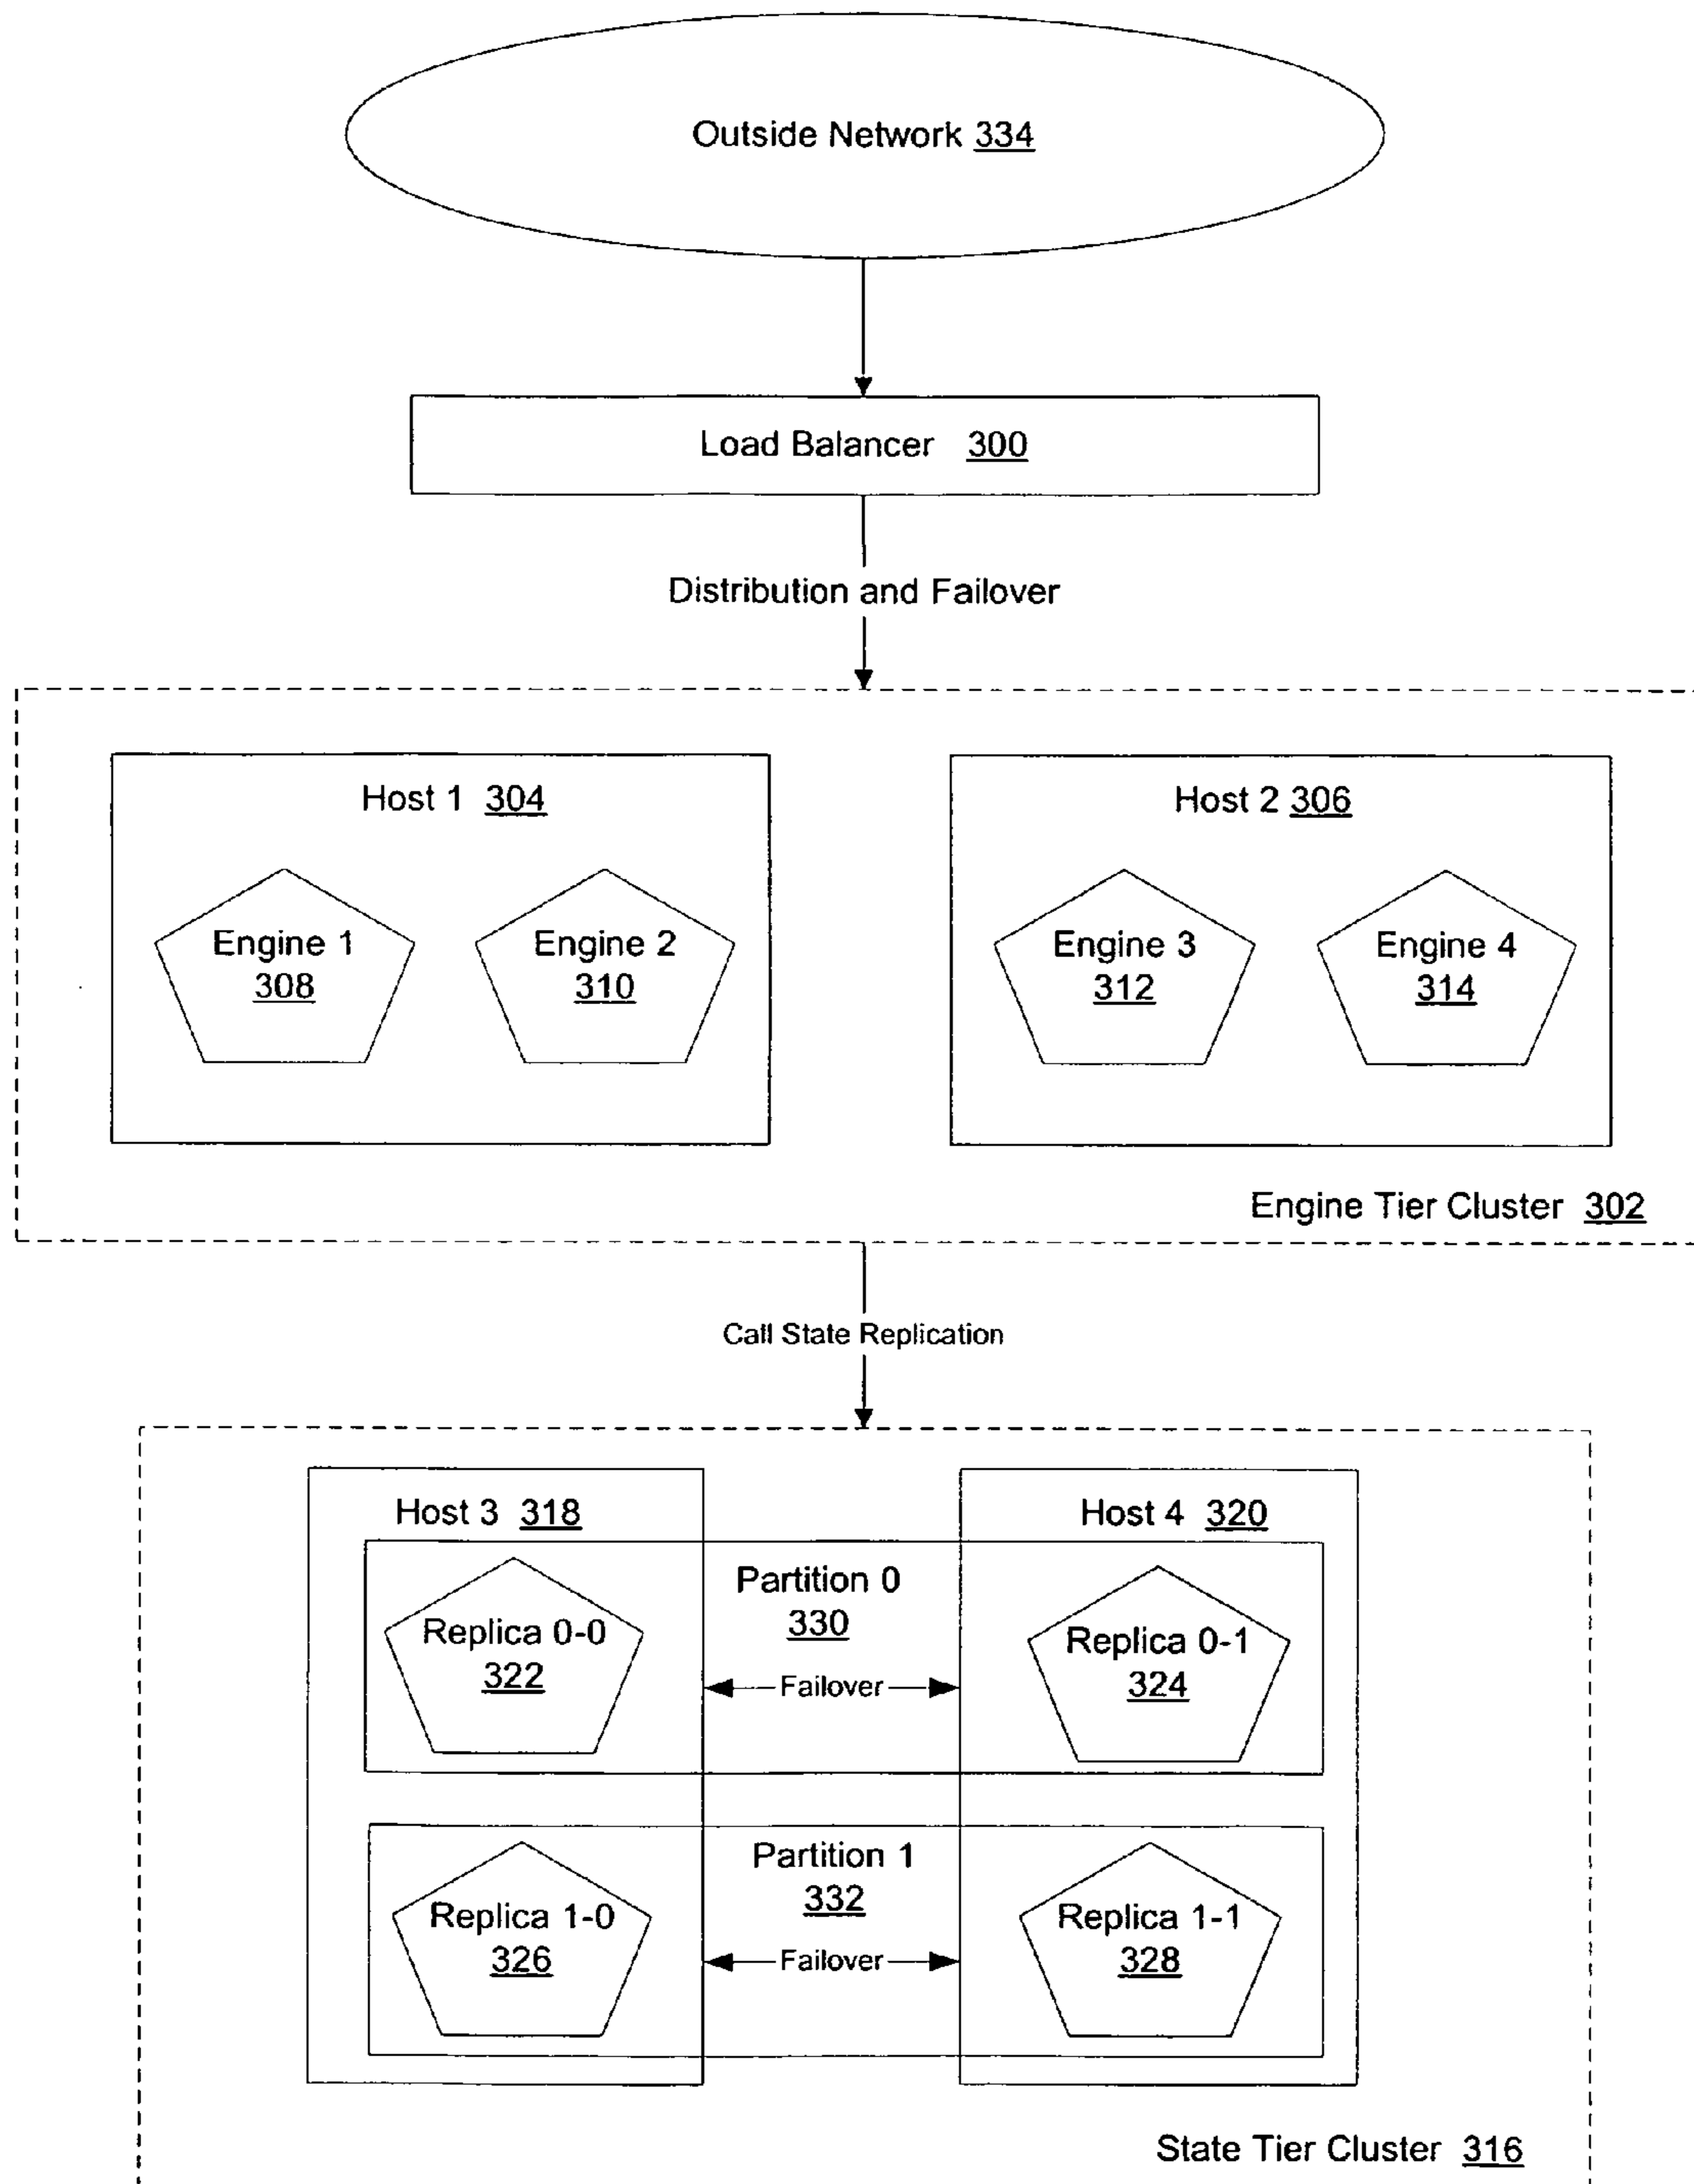 Outside Network 334
Load Balancer 300
Distribution and Failover
Host 1 304
Host 2 306
Engine 1
308
Engine 2
310
Engine 3
312
Engine 4
314
Engine Tier Cluster 302
Call State Replication
Host 3 318
Host 4 320
Partition 0
330
Replica 0-0
322
Failover
Replica 0-1
324
Partition 1
332
Replica 1-0
326
Failover
Replica 1-1
328
State Tier Cluster 316